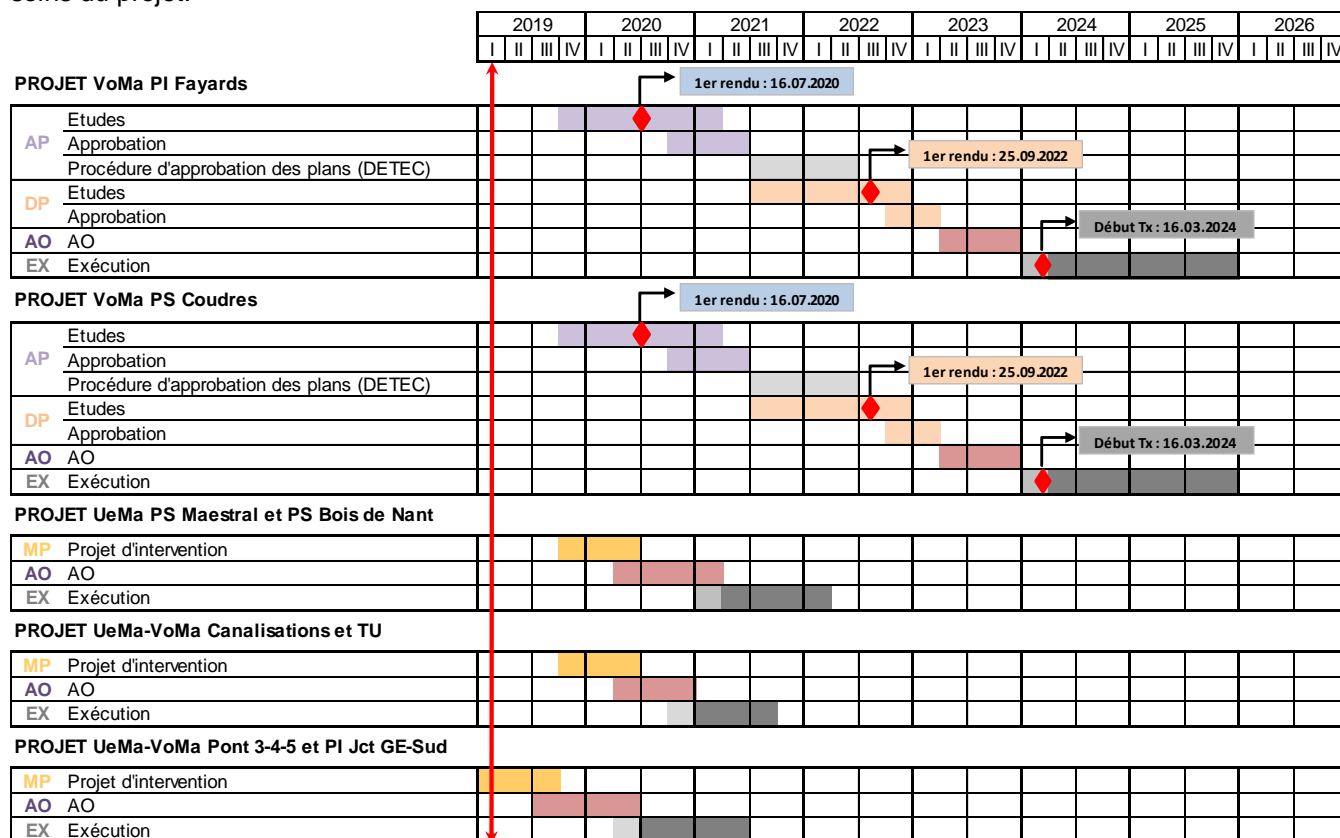 soins du projet.
2019 2020 2021 2022 2023 2024 2025 2026
I II III IV I II III IV I II III IV I II III IV I II III IV I II III IV I II III IV I II III IV
PROJET VoMa PI Fayards
1er rendu : 16.07.2020
Etudes
AP Approbation
1er rendu : 25.09.2022
Procédure d'approbation des plans (DETEC)
DP Etudes
Approbation
Début Tx : 16.03.2024
AO AO
EX Exécution
PROJET VoMa PS Coudres
1er rendu : 16.07.2020
Etudes
AP Approbation
1er rendu : 25.09.2022
Procédure d'approbation des plans (DETEC)
DP Etudes
Approbation
Début Tx : 16.03.2024
AO AO
EX Exécution
PROJET UeMa PS Maestral et PS Bois de Nant
MP Projet d'intervention
AO AO
EX Exécution
PROJET UeMa-VoMa Canalisations et TU
MP Projet d'intervention
AO AO
EX Exécution
PROJET UeMa-VoMa Pont 3-4-5 et PI Jct GE-Sud
MP Projet d'intervention
AO AO
EX Exécution